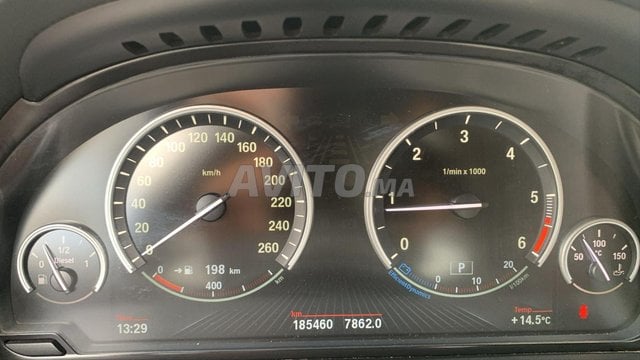 0 20 40 60 80 100 120 140 160 180 200 220 240 260
km/h
198 km
0 400
0 1 2 3 4 5 6
1/min x 1000
P
0 10 20
l/100km
EfficientDynamics
0 1/2 1
Diesel
50 100 150
°C
AVITO.MA
13:29
km
185460 7862.0
Temp.
+14.5°C